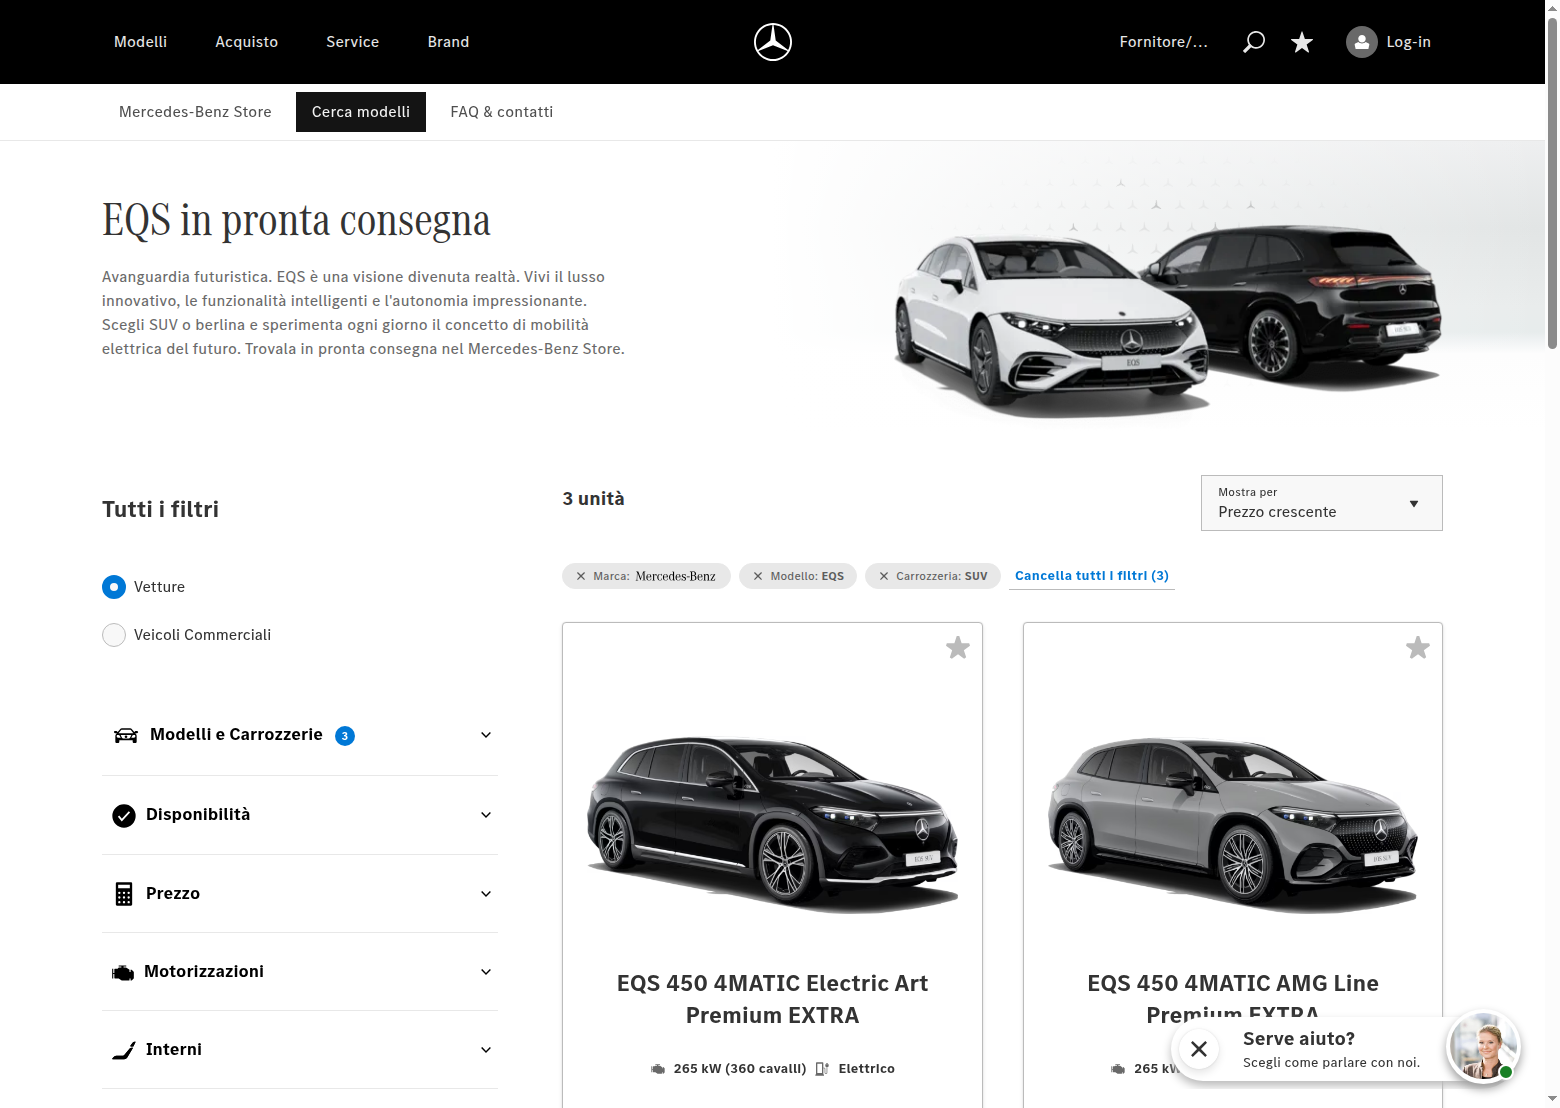 Modelli
Acquisto
Service
Brand
Fornitore/...
Log-in
Mercedes-Benz Store
Cerca modelli
FAQ & contatti
EQS in pronta consegna
Avanguardia futuristica. EQS è una visione divenuta realtà. Vivi il lusso
innovativo, le funzionalità intelligenti e l'autonomia impressionante.
Scegli SUV o berlina e sperimenta ogni giorno il concetto di mobilità
elettrica del futuro. Trovala in pronta consegna nel Mercedes-Benz Store.
EQS
Tutti i filtri
Vetture
Veicoli Commerciali
Modelli e Carrozzerie 3
Disponibilità
Prezzo
Motorizzazioni
Interni
3 unità
Mostra per
Prezzo crescente
Marca: Mercedes-Benz
Modello: EQS
Carrozzeria: SUV
Cancella tutti i filtri (3)
EQS 450 4MATIC Electric Art
Premium EXTRA
265 kW (360 cavalli)
Elettrico
EQS 450 4MATIC AMG Line
Premium EXTRA
265 kW
Serve aiuto?
Scegli come parlare con noi.